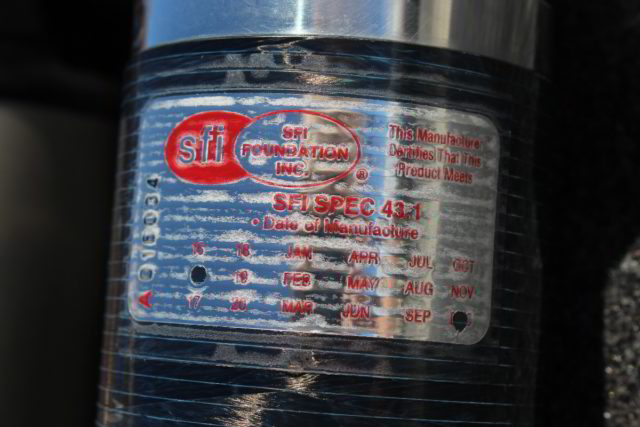 sfi
SFI
FOUNDATION
INC.
®
This Manufacturer
Certifies That This
Product Meets
SFI SPEC 43.1
• Date of Manufacture
15 18 JAN APR JUL OCT
19 FEB MAY AUG NOV
17 20 MAR JUN SEP
A 018034